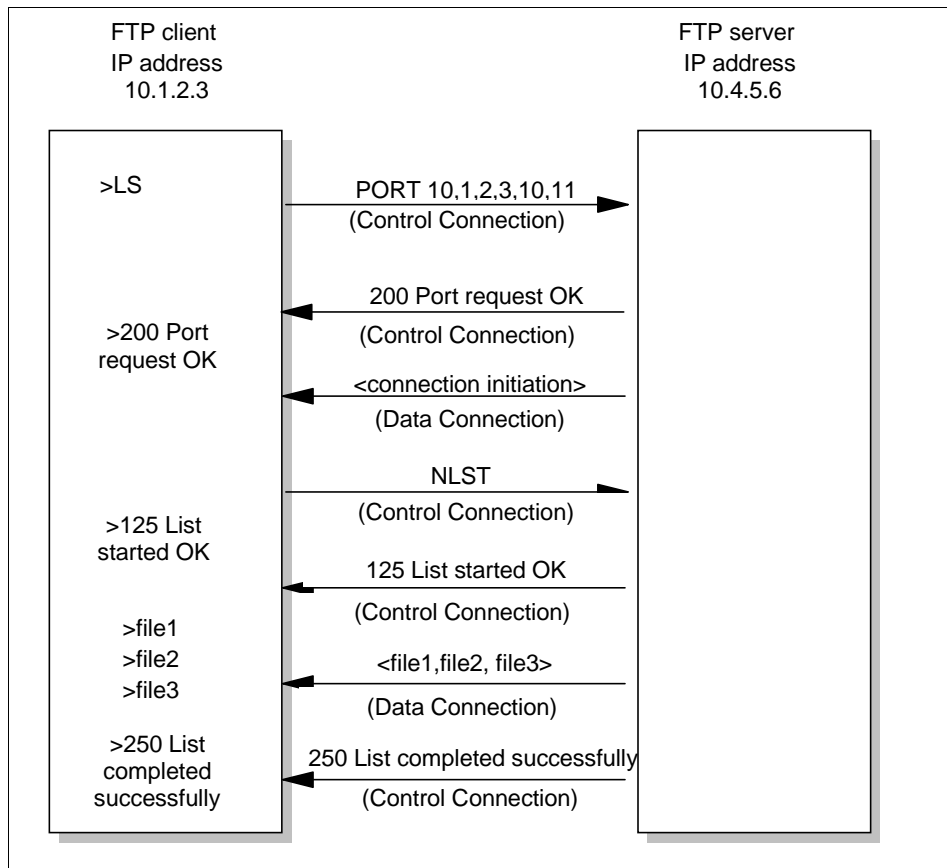 FTP client
IP address
10.1.2.3
FTP server
IP address
10.4.5.6
>LS
PORT 10,1,2,3,10,11
(Control Connection)
200 Port request OK
(Control Connection)
>200 Port
request OK
<connection initiation>
(Data Connection)
NLST
(Control Connection)
>125 List
started OK
125 List started OK
(Control Connection)
>file1
>file2
>file3
<file1,file2, file3>
(Data Connection)
>250 List
completed
successfully
250 List completed successfully
(Control Connection)